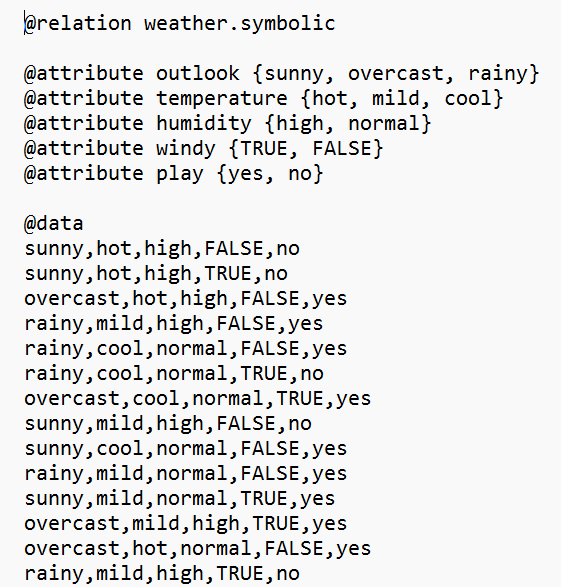 @relation weather.symbolic
@attribute outlook {sunny, overcast, rainy}
@attribute temperature {hot, mild, cool}
@attribute humidity {high, normal}
@attribute windy {TRUE, FALSE}
@attribute play {yes, no}
@data
sunny,hot,high,FALSE,no
sunny,hot,high,TRUE,no
overcast,hot,high,FALSE,yes
rainy,mild,high,FALSE,yes
rainy,cool,normal,FALSE,yes
rainy,cool,normal,TRUE,no
overcast,cool,normal,TRUE,yes
sunny,mild,high,FALSE,no
sunny,cool,normal,FALSE,yes
rainy,mild,normal,FALSE,yes
sunny,mild,normal,TRUE,yes
overcast,mild,high,TRUE,yes
overcast,hot,normal,FALSE,yes
rainy,mild,high,TRUE,no